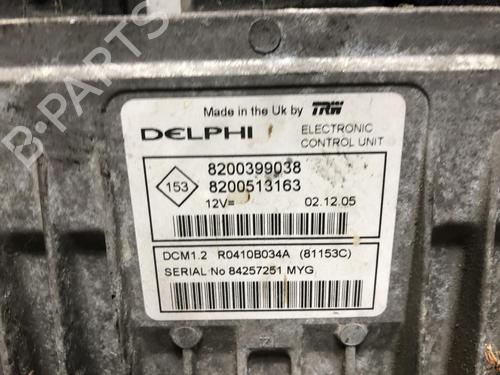 Made in the Uk by TRW
DELPHI ELECTRONIC
CONTROL UNIT
153
8200399038
8200513163
12V= 02.12.05
DCM1.2 R0410B034A (81153C)
SERIAL No 84257251 MYG
B-PARTS